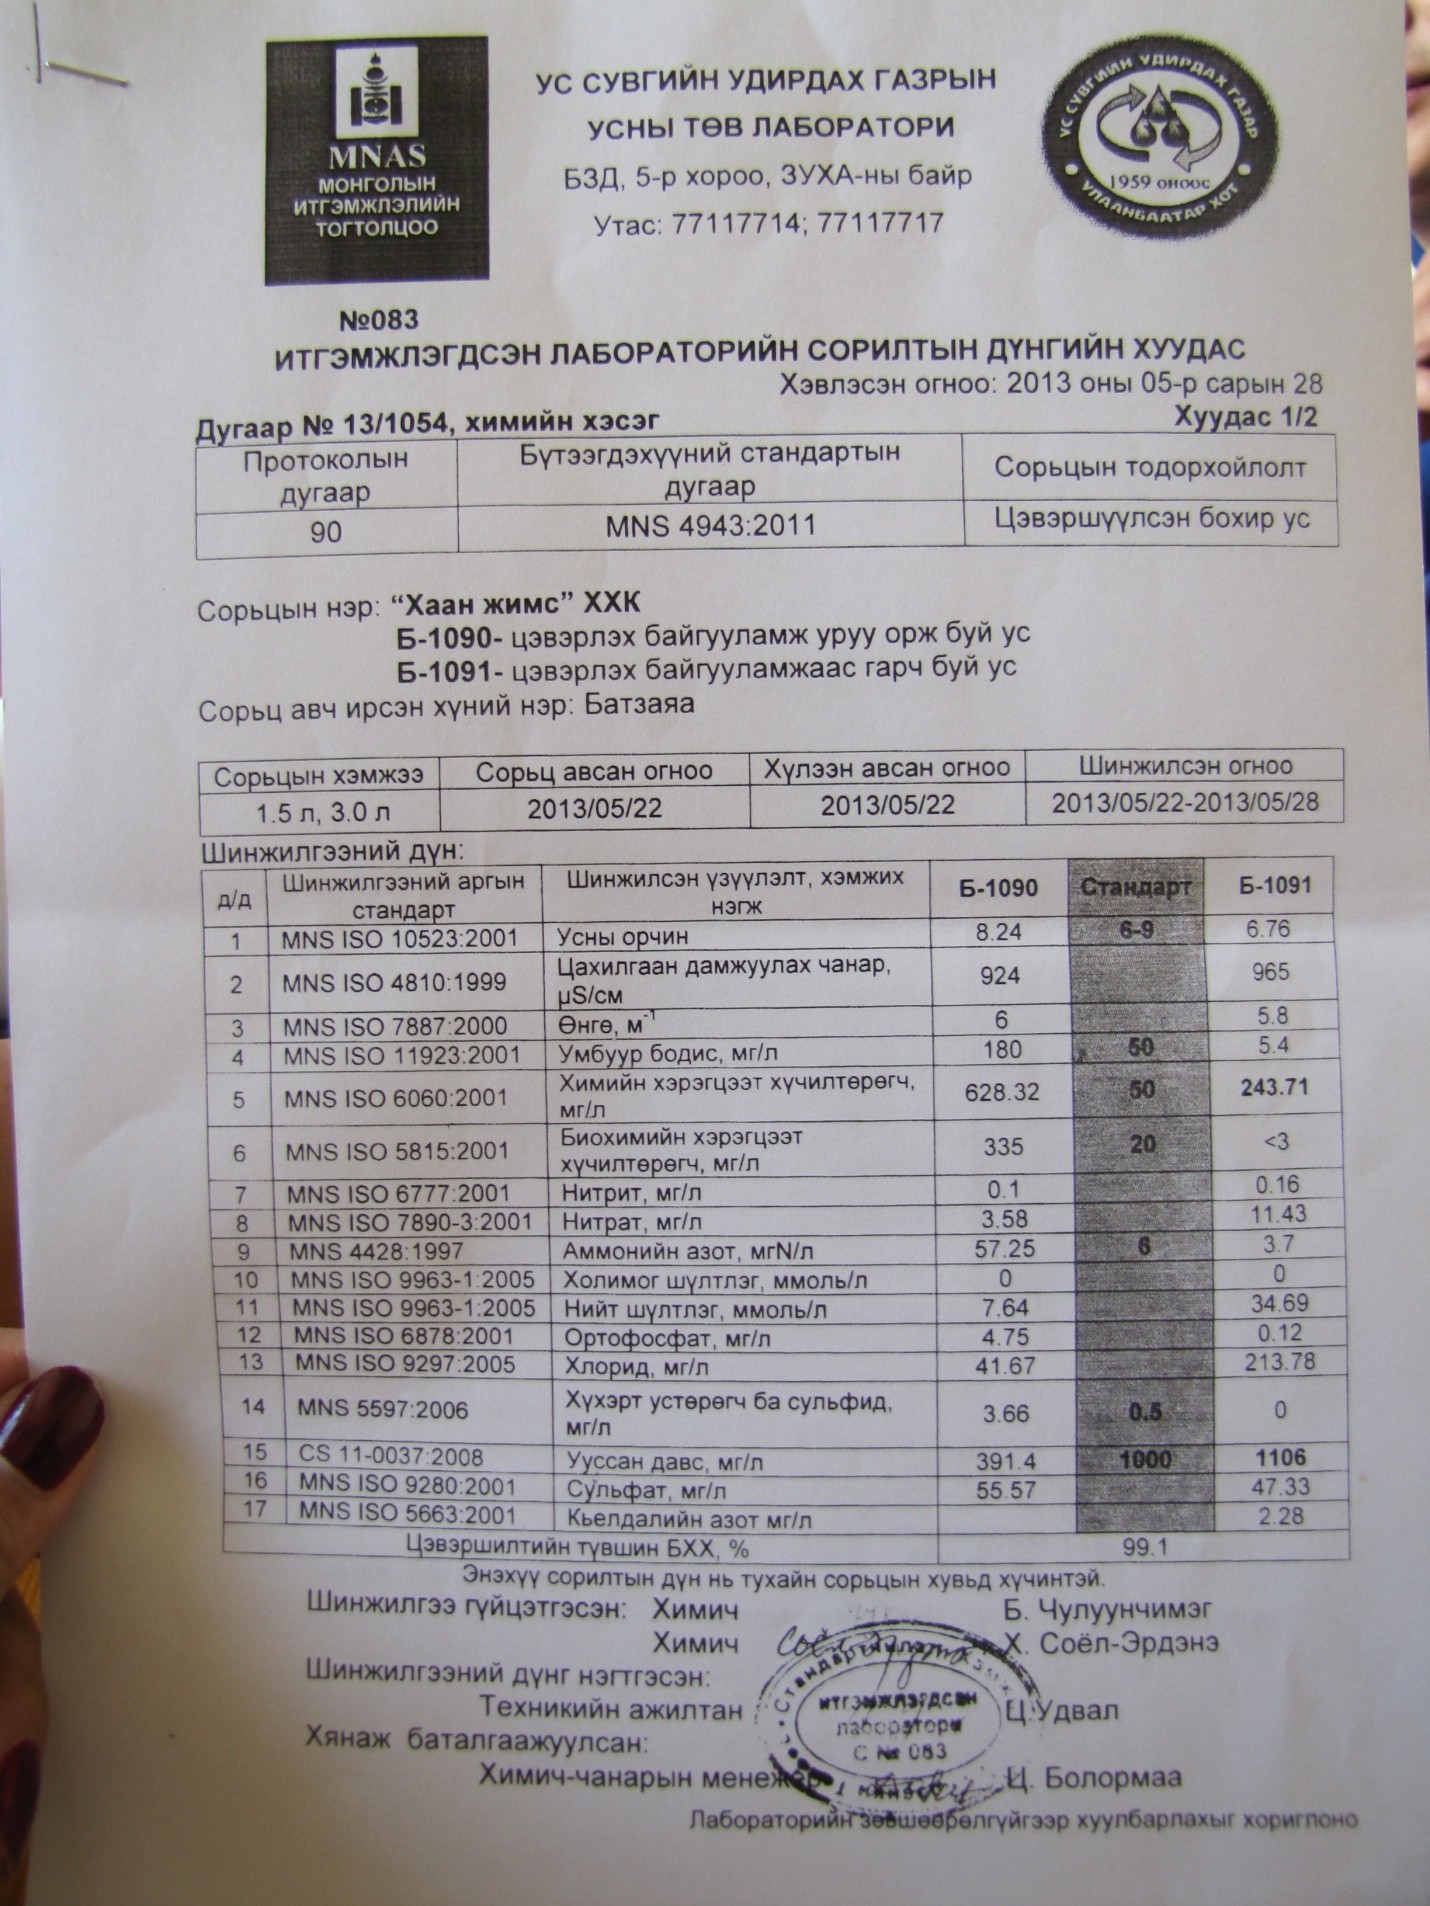 MNAS
МОНГОЛЫН
ИТГЭМЖЛЭЛИЙН
ТОГТОЛЦОО
УС СУВГИЙН УДИРДАХ ГАЗРЫН
УСНЫ ТӨВ ЛАБОРАТОРИ
БЗД, 5-р хороо, ЗУХА-ны байр
Утас: 77117714; 77117717
УС СУВГИЙН УДИРДАХ ГАЗАР
1959 оноос
УЛААНБААТАР ХОТ
№083
ИТГЭМЖЛЭГДСЭН ЛАБОРАТОРИЙН СОРИЛТЫН ДҮНГИЙН ХУУДАС
Хэвлэсэн огноо: 2013 оны 05-р сарын 28
Дугаар № 13/1054, химийн хэсэг Хуудас 1/2
Протоколын дугаар Бүтээгдэхүүний стандартын дугаар Сорьцын тодорхойлолт
90 MNS 4943:2011 Цэвэршүүлсэн бохир ус
Сорьцын нэр: “Хаан жимс” ХХК
Б-1090- цэвэрлэх байгууламж уруу орж буй ус
Б-1091- цэвэрлэх байгууламжаас гарч буй ус
Сорьц авч ирсэн хүний нэр: Батзаяа
Сорьцын хэмжээ Сорьц авсан огноо Хүлээн авсан огноо Шинжилсэн огноо
1.5 л, 3.0 л 2013/05/22 2013/05/22 2013/05/22-2013/05/28
Шинжилгээний дүн:
д/д Шинжилгээний аргын стандарт Шинжилсэн үзүүлэлт, хэмжих нэгж Б-1090 Стандарт Б-1091
1 MNS ISO 10523:2001 Усны орчин 8.24 6-9 6.76
2 MNS ISO 4810:1999 Цахилгаан дамжуулах чанар, µS/см 924 965
3 MNS ISO 7887:2000 Өнгө, м⁻¹ 6 5.8
4 MNS ISO 11923:2001 Умбуур бодис, мг/л 180 50 5.4
5 MNS ISO 6060:2001 Химийн хэрэгцээт хүчилтөрөгч, мг/л 628.32 50 243.71
6 MNS ISO 5815:2001 Биохимийн хэрэгцээт хүчилтөрөгч, мг/л 335 20 <3
7 MNS ISO 6777:2001 Нитрит, мг/л 0.1 0.16
8 MNS ISO 7890-3:2001 Нитрат, мг/л 3.58 11.43
9 MNS 4428:1997 Аммонийн азот, мгN/л 57.25 6 3.7
10 MNS ISO 9963-1:2005 Холимог шүлтлэг, ммоль/л 0 0
11 MNS ISO 9963-1:2005 Нийт шүлтлэг, ммоль/л 7.64 34.69
12 MNS ISO 6878:2001 Ортофосфат, мг/л 4.75 0.12
13 MNS ISO 9297:2005 Хлорид, мг/л 41.67 213.78
14 MNS 5597:2006 Хүхэрт устөрөгч ба сульфид, мг/л 3.66 0.5 0
15 CS 11-0037:2008 Ууссан давс, мг/л 391.4 1000 1106
16 MNS ISO 9280:2001 Сульфат, мг/л 55.57 47.33
17 MNS ISO 5663:2001 Кьелдалийн азот мг/л 2.28
Цэвэршилтийн түвшин БХХ, % 99.1
Энэхүү сорилтын дүн нь тухайн сорьцын хувьд хүчинтэй.
Шинжилгээ гүйцэтгэсэн: Химич Б. Чулуунчимэг
Химич Х. Соёл-Эрдэнэ
Шинжилгээний дүнг нэгтгэсэн:
Техникийн ажилтан Ц.Удвал
Хянаж баталгаажуулсан:
Химич-чанарын менежер Ц. Болормаа
ИТГЭМЖЛЭГДСЭН
лаборатори
С № 083
Лабораторийн зөвшөөрөлгүйгээр хуулбарлахыг хориглоно